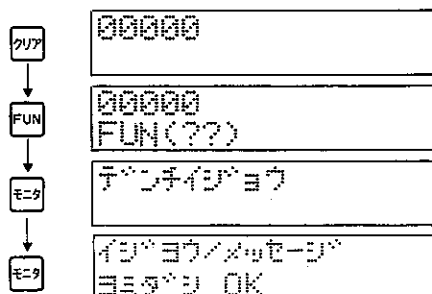 クリア
00000
FUN
00000
FUN(??)
モニタ
デンチイジョウ
モニタ
イジョウ/メッセージ
ヨミダシ OK